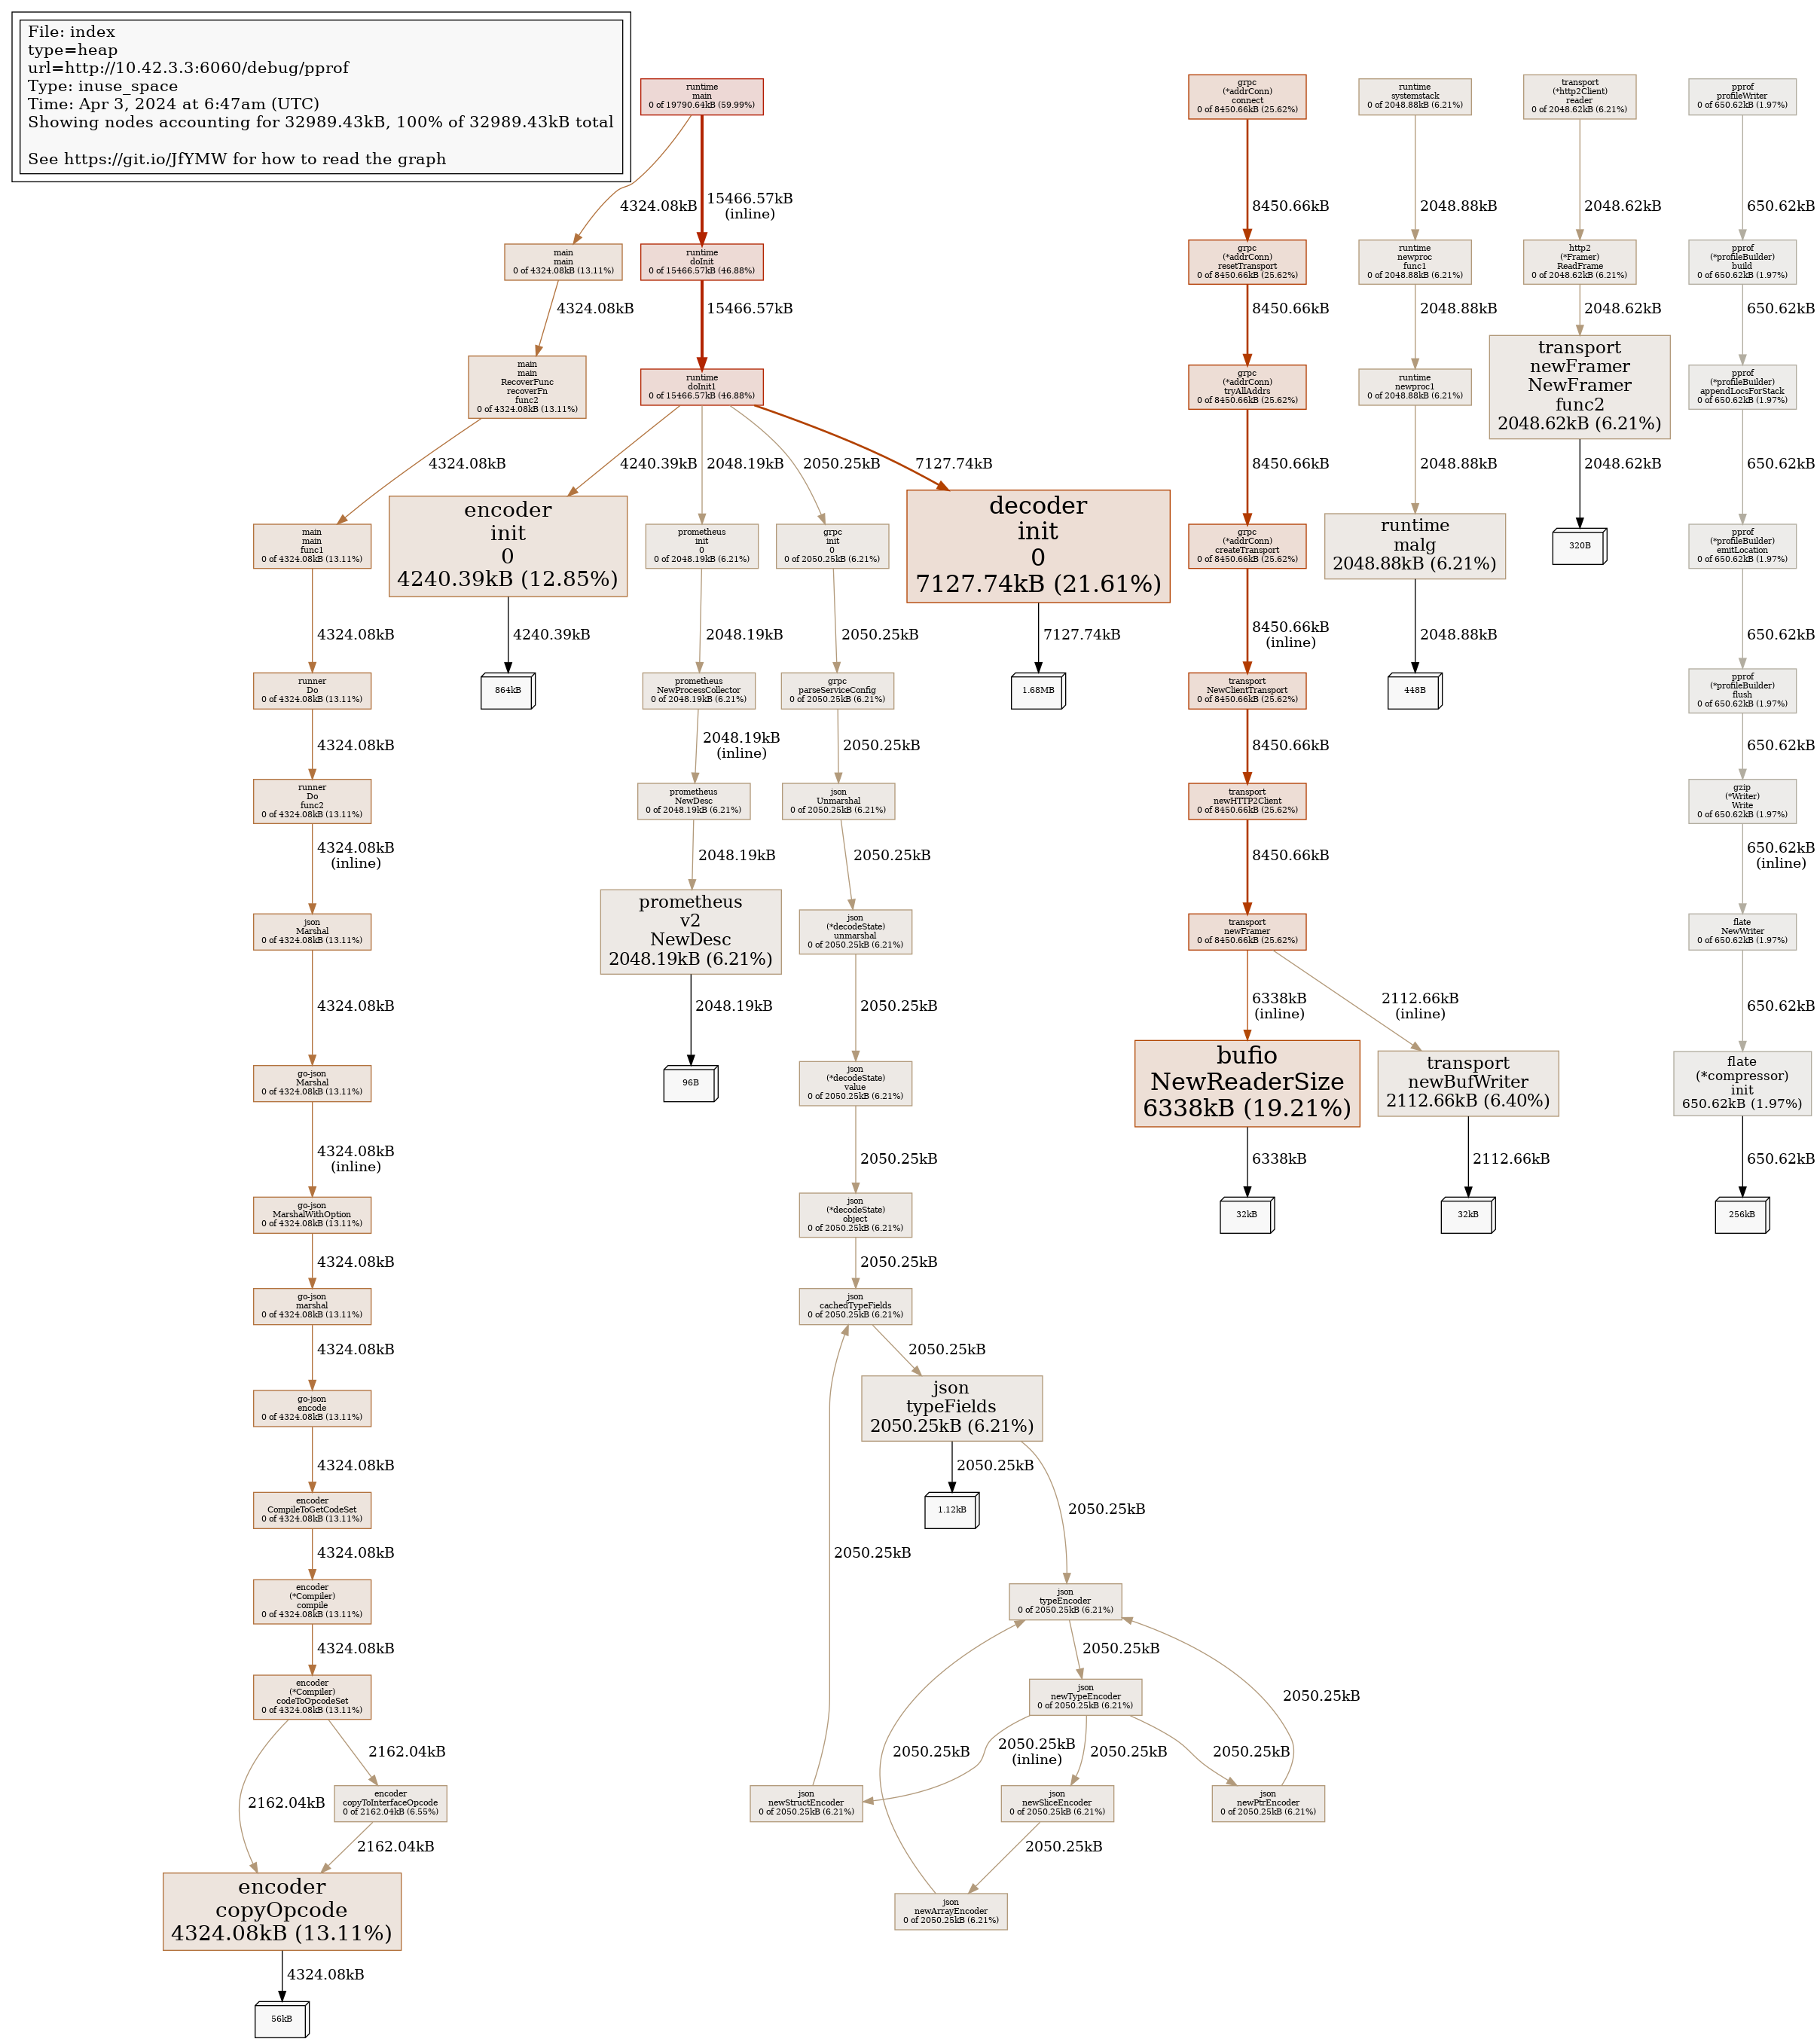 File: index
type=heap
url=http://10.42.3.3:6060/debug/pprof
Type: inuse_space
Time: Apr 3, 2024 at 6:47am (UTC)
Showing nodes accounting for 32989.43kB, 100% of 32989.43kB total
See https://git.io/JfYMW for how to read the graph
runtime
main
0 of 19790.64kB (59.99%)
grpc
(*addrConn)
connect
0 of 8450.66kB (25.62%)
runtime
systemstack
0 of 2048.88kB (6.21%)
transport
(*http2Client)
reader
0 of 2048.62kB (6.21%)
pprof
profileWriter
0 of 650.62kB (1.97%)
4324.08kB
15466.57kB
(inline)
8450.66kB
2048.88kB
2048.62kB
650.62kB
main
main
0 of 4324.08kB (13.11%)
runtime
doInit
0 of 15466.57kB (46.88%)
grpc
(*addrConn)
resetTransport
0 of 8450.66kB (25.62%)
runtime
newproc
func1
0 of 2048.88kB (6.21%)
http2
(*Framer)
ReadFrame
0 of 2048.62kB (6.21%)
pprof
(*profileBuilder)
build
0 of 650.62kB (1.97%)
4324.08kB
15466.57kB
8450.66kB
2048.88kB
2048.62kB
650.62kB
main
main
RecoverFunc
recoverFn
func2
0 of 4324.08kB (13.11%)
runtime
doInit1
0 of 15466.57kB (46.88%)
grpc
(*addrConn)
tryAllAddrs
0 of 8450.66kB (25.62%)
runtime
newproc1
0 of 2048.88kB (6.21%)
transport
newFramer
NewFramer
func2
2048.62kB (6.21%)
pprof
(*profileBuilder)
appendLocsForStack
0 of 650.62kB (1.97%)
4324.08kB
4240.39kB
2048.19kB
2050.25kB
7127.74kB
8450.66kB
2048.88kB
2048.62kB
650.62kB
main
main
func1
0 of 4324.08kB (13.11%)
encoder
init
0
4240.39kB (12.85%)
prometheus
init
0
0 of 2048.19kB (6.21%)
grpc
init
0
0 of 2050.25kB (6.21%)
decoder
init
0
7127.74kB (21.61%)
grpc
(*addrConn)
createTransport
0 of 8450.66kB (25.62%)
runtime
malg
2048.88kB (6.21%)
320B
pprof
(*profileBuilder)
emitLocation
0 of 650.62kB (1.97%)
4324.08kB
4240.39kB
2048.19kB
2050.25kB
7127.74kB
8450.66kB
(inline)
2048.88kB
650.62kB
runner
Do
0 of 4324.08kB (13.11%)
864kB
prometheus
NewProcessCollector
0 of 2048.19kB (6.21%)
grpc
parseServiceConfig
0 of 2050.25kB (6.21%)
1.68MB
transport
NewClientTransport
0 of 8450.66kB (25.62%)
448B
pprof
(*profileBuilder)
flush
0 of 650.62kB (1.97%)
4324.08kB
2048.19kB
(inline)
2050.25kB
8450.66kB
650.62kB
runner
Do
func2
0 of 4324.08kB (13.11%)
prometheus
NewDesc
0 of 2048.19kB (6.21%)
json
Unmarshal
0 of 2050.25kB (6.21%)
transport
newHTTP2Client
0 of 8450.66kB (25.62%)
gzip
(*Writer)
Write
0 of 650.62kB (1.97%)
4324.08kB
(inline)
2048.19kB
2050.25kB
8450.66kB
650.62kB
(inline)
json
Marshal
0 of 4324.08kB (13.11%)
prometheus
v2
NewDesc
2048.19kB (6.21%)
json
(*decodeState)
unmarshal
0 of 2050.25kB (6.21%)
transport
newFramer
0 of 8450.66kB (25.62%)
flate
NewWriter
0 of 650.62kB (1.97%)
4324.08kB
2048.19kB
2050.25kB
6338kB
(inline)
2112.66kB
(inline)
650.62kB
go-json
Marshal
0 of 4324.08kB (13.11%)
96B
json
(*decodeState)
value
0 of 2050.25kB (6.21%)
bufio
NewReaderSize
6338kB (19.21%)
transport
newBufWriter
2112.66kB (6.40%)
flate
(*compressor)
init
650.62kB (1.97%)
4324.08kB
(inline)
2050.25kB
6338kB
2112.66kB
650.62kB
go-json
MarshalWithOption
0 of 4324.08kB (13.11%)
json
(*decodeState)
object
0 of 2050.25kB (6.21%)
32kB
32kB
256kB
4324.08kB
2050.25kB
go-json
marshal
0 of 4324.08kB (13.11%)
json
cachedTypeFields
0 of 2050.25kB (6.21%)
4324.08kB
2050.25kB
go-json
encode
0 of 4324.08kB (13.11%)
json
typeFields
2050.25kB (6.21%)
4324.08kB
2050.25kB
2050.25kB
encoder
CompileToGetCodeSet
0 of 4324.08kB (13.11%)
1.12kB
4324.08kB
2050.25kB
encoder
(*Compiler)
compile
0 of 4324.08kB (13.11%)
json
typeEncoder
0 of 2050.25kB (6.21%)
4324.08kB
2050.25kB
encoder
(*Compiler)
codeToOpcodeSet
0 of 4324.08kB (13.11%)
json
newTypeEncoder
0 of 2050.25kB (6.21%)
2050.25kB
2162.04kB
2050.25kB
2050.25kB
(inline)
2050.25kB
2050.25kB
2162.04kB
encoder
copyToInterfaceOpcode
0 of 2162.04kB (6.55%)
json
newStructEncoder
0 of 2050.25kB (6.21%)
json
newSliceEncoder
0 of 2050.25kB (6.21%)
json
newPtrEncoder
0 of 2050.25kB (6.21%)
2162.04kB
2050.25kB
encoder
copyOpcode
4324.08kB (13.11%)
json
newArrayEncoder
0 of 2050.25kB (6.21%)
4324.08kB
56kB